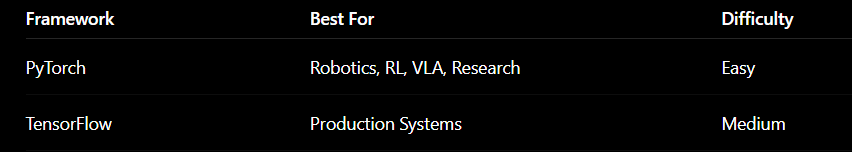 Framework Best For Difficulty
PyTorch Robotics, RL, VLA, Research Easy
TensorFlow Production Systems Medium